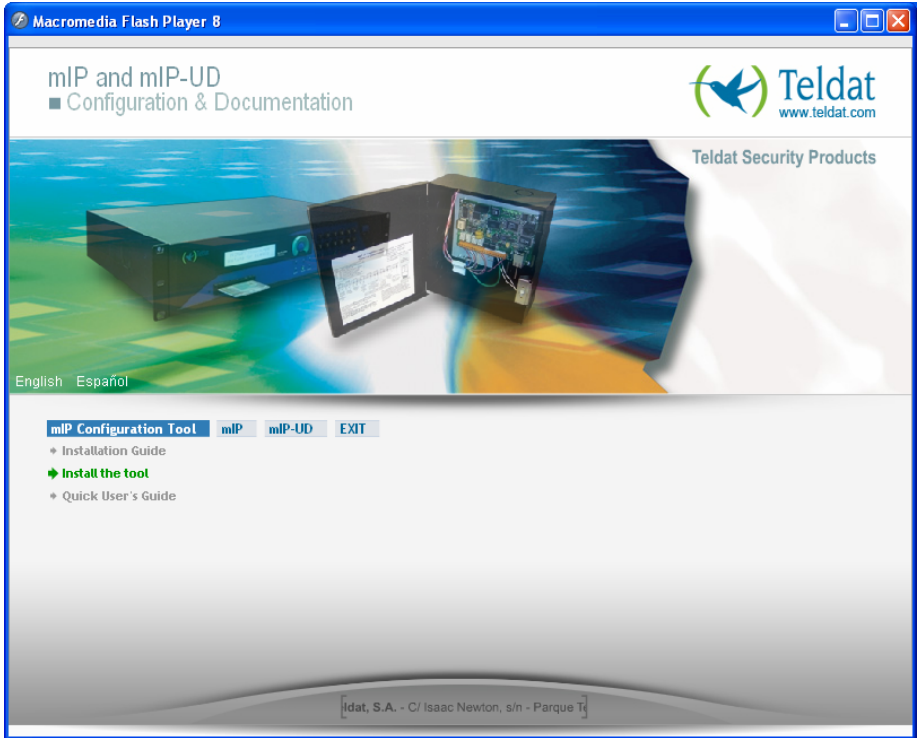 Macromedia Flash Player 8
mIP and mIP-UD
■ Configuration & Documentation
Teldat
www.teldat.com
Teldat Security Products
English Español
mIP Configuration Tool mIP mIP-UD EXIT
Installation Guide
Install the tool
Quick User's Guide
ldat, S.A. - C/ Isaac Newton, s/n - Parque Te